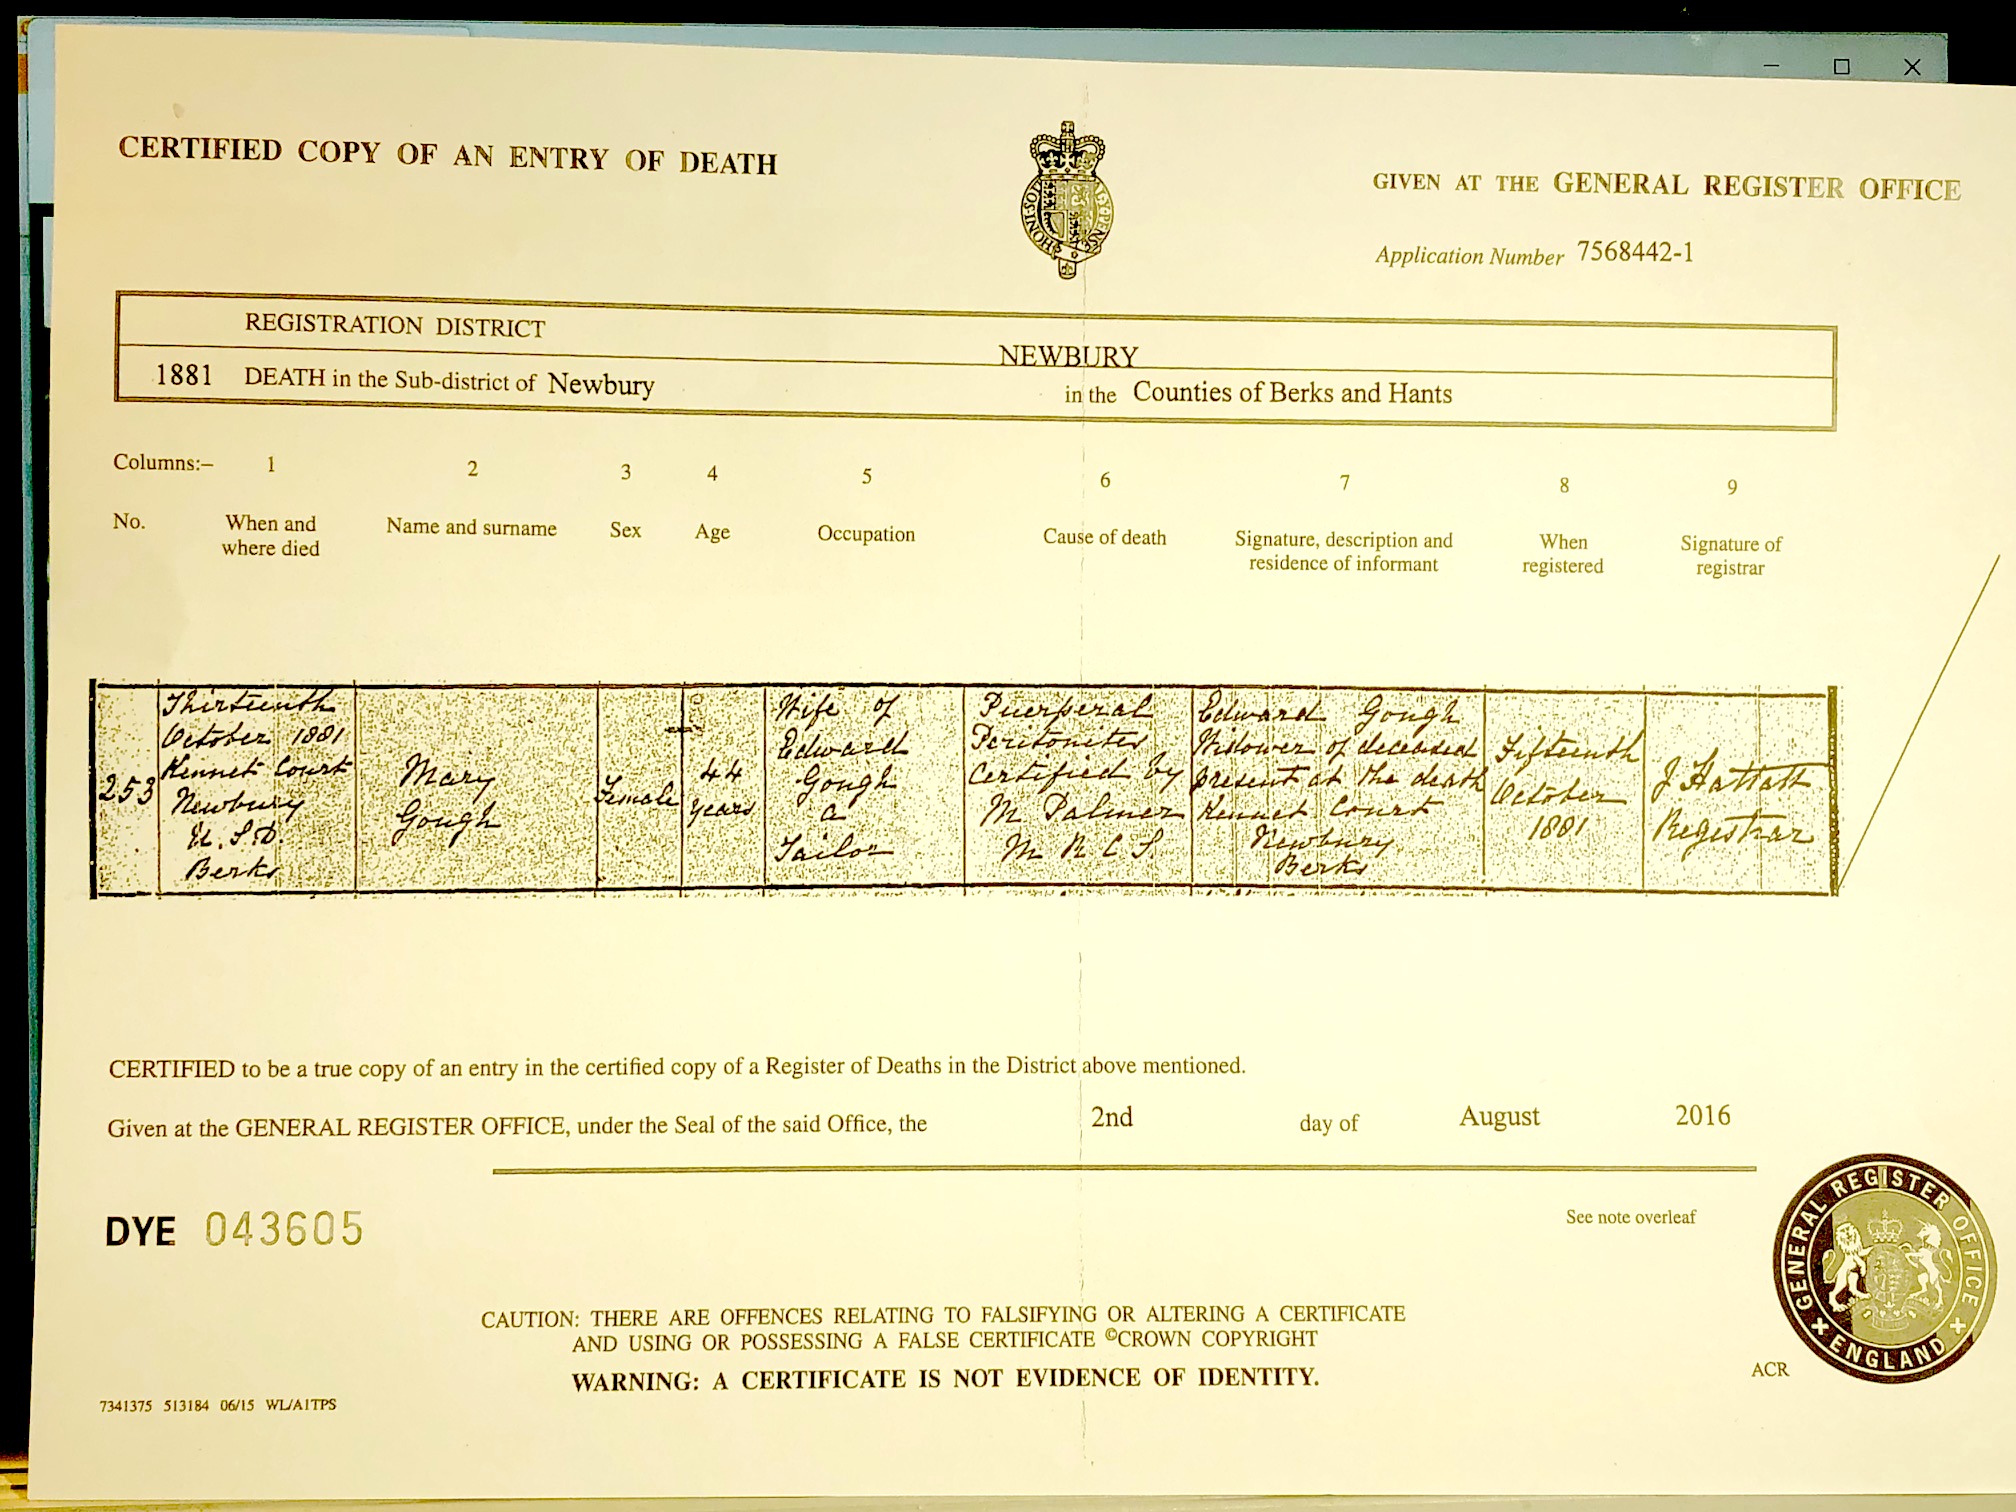 CERTIFIED COPY OF AN ENTRY OF DEATH
HONI·SOIT
GIVEN AT THE GENERAL REGISTER OFFICE
Application Number 7568442-1
REGISTRATION DISTRICT
NEWBURY
1881 DEATH in the Sub-district of Newbury in the Counties of Berks and Hants
Columns:– 1 2 3 4 5 6 7 8 9
No.
When and
where died
Name and surname
Sex
Age
Occupation
Cause of death
Signature, description and
residence of informant
When
registered
Signature of
registrar
253
Thirteenth
October 1881
Kennet Court
Newbury
U.S.D.
Berks
Mary
Gough
Female
44
years
Wife of
Edward
Gough
a
Tailor
Puerperal
Peritonites
Certified by
M Palmer
M R C S.
Edward Gough
Widower of deceased
present at the death
Kennet Court
Newbury
Berks
Fifteenth
October
1881
J Hattatt
Registrar
CERTIFIED to be a true copy of an entry in the certified copy of a Register of Deaths in the District above mentioned.
Given at the GENERAL REGISTER OFFICE, under the Seal of the said Office, the 2nd day of August 2016
DYE 043605
See note overleaf
GENERAL REGISTER OFFICE
ENGLAND
CAUTION: THERE ARE OFFENCES RELATING TO FALSIFYING OR ALTERING A CERTIFICATE
AND USING OR POSSESSING A FALSE CERTIFICATE ©CROWN COPYRIGHT
WARNING: A CERTIFICATE IS NOT EVIDENCE OF IDENTITY.
ACR
7341375 513184 06/15 WL/A1TPS